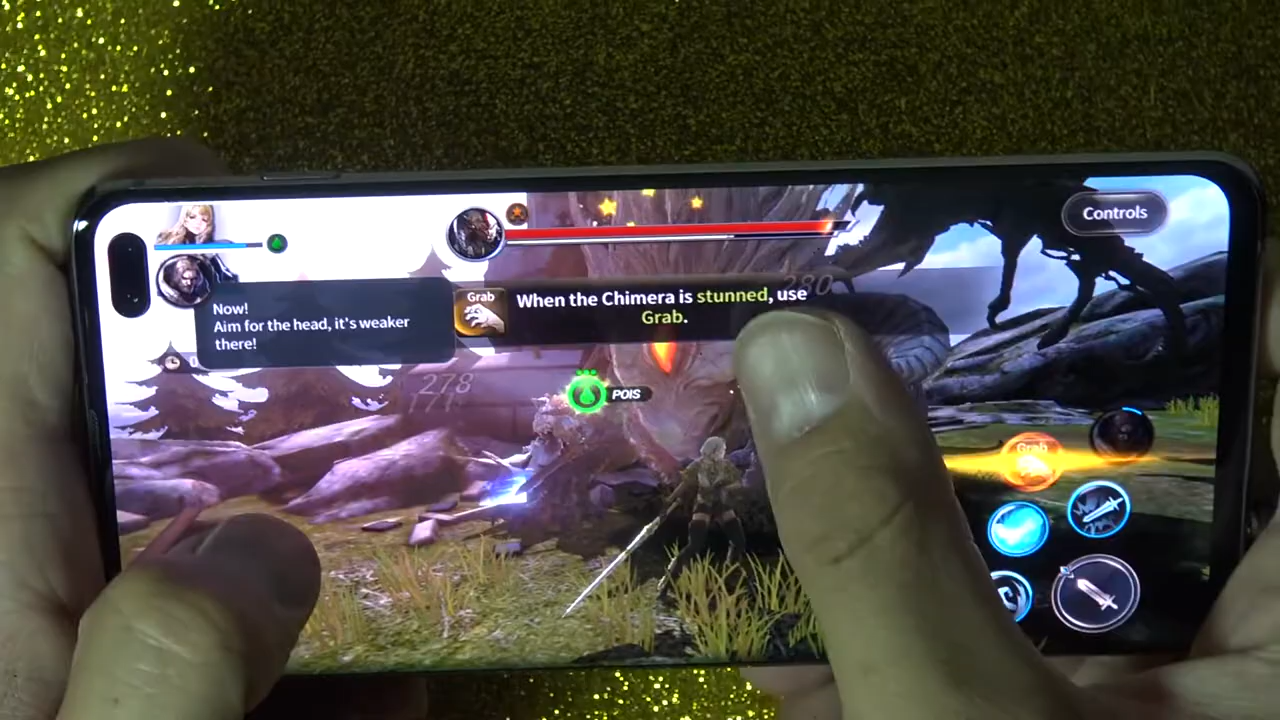 Controls
280
Grab
When the Chimera is stunned, use
Grab.
Now!
Aim for the head, it's weaker
there!
278
171
POIS
Grab